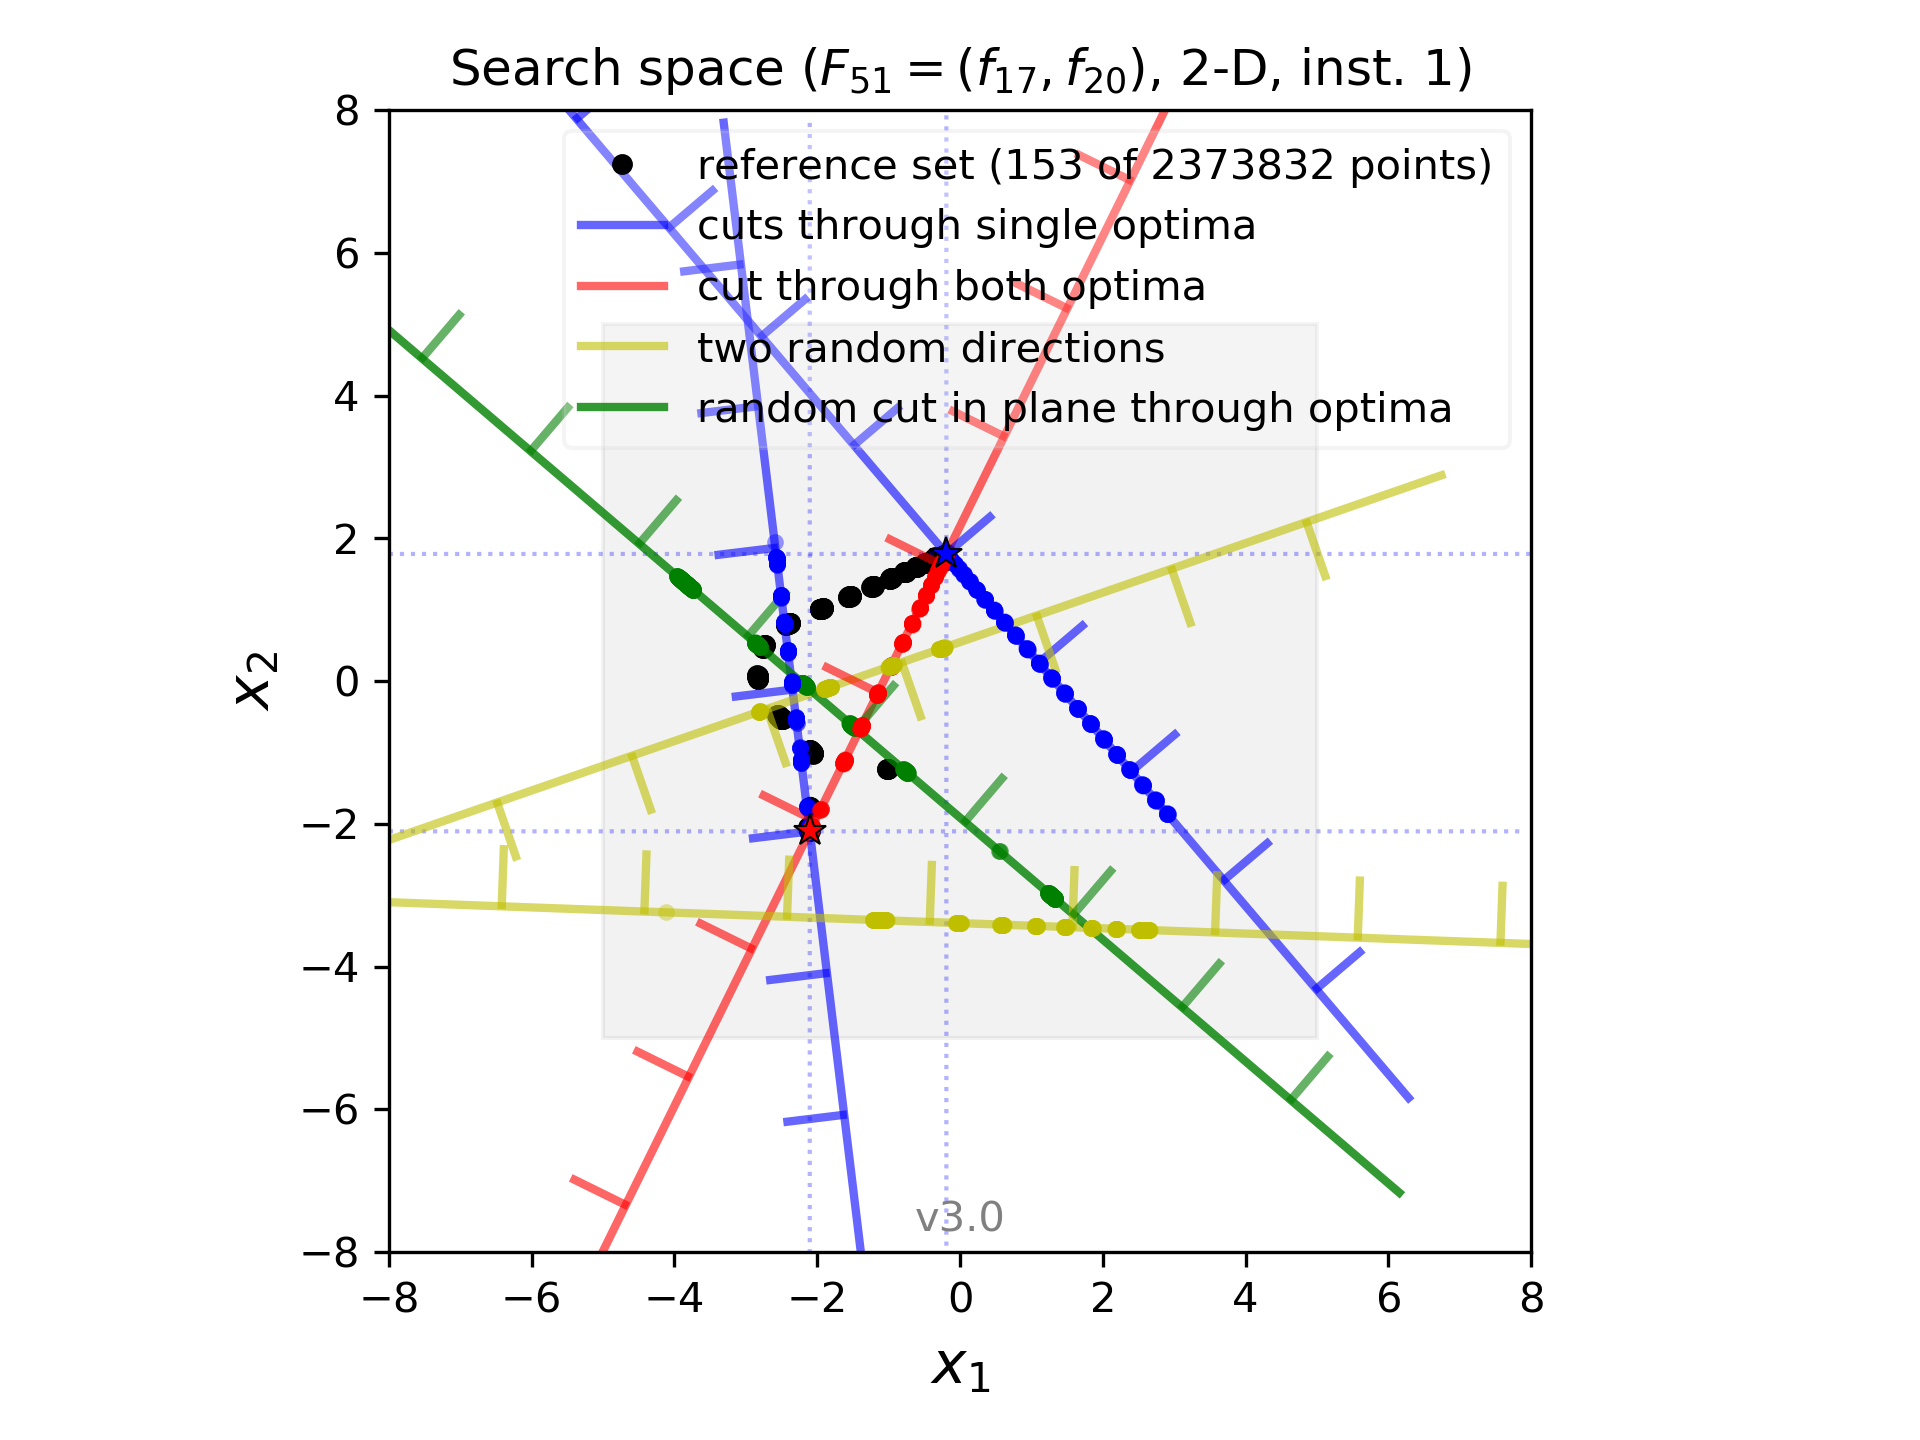 Search space (F51 = (f17, f20), 2-D, inst. 1)
reference set (153 of 2373832 points)
cuts through single optima
cut through both optima
two random directions
random cut in plane through optima
8
6
4
2
0
−2
−4
−6
−8
x2
v3.0
−8 −6 −4 −2 0 2 4 6 8
x1